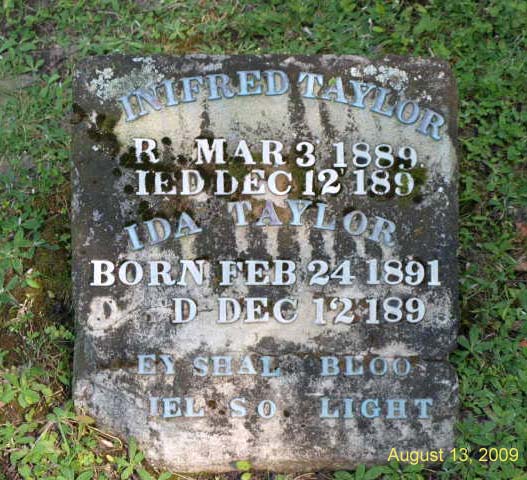 INIFRED TAYLOR
R MAR 3 1889.
IED DEC 12 189
IDA TAYLOR
BORN FEB 24 1891
D DEC 12 189
EY SHAL BLOO
IEL S O LIGHT
August 13, 2009